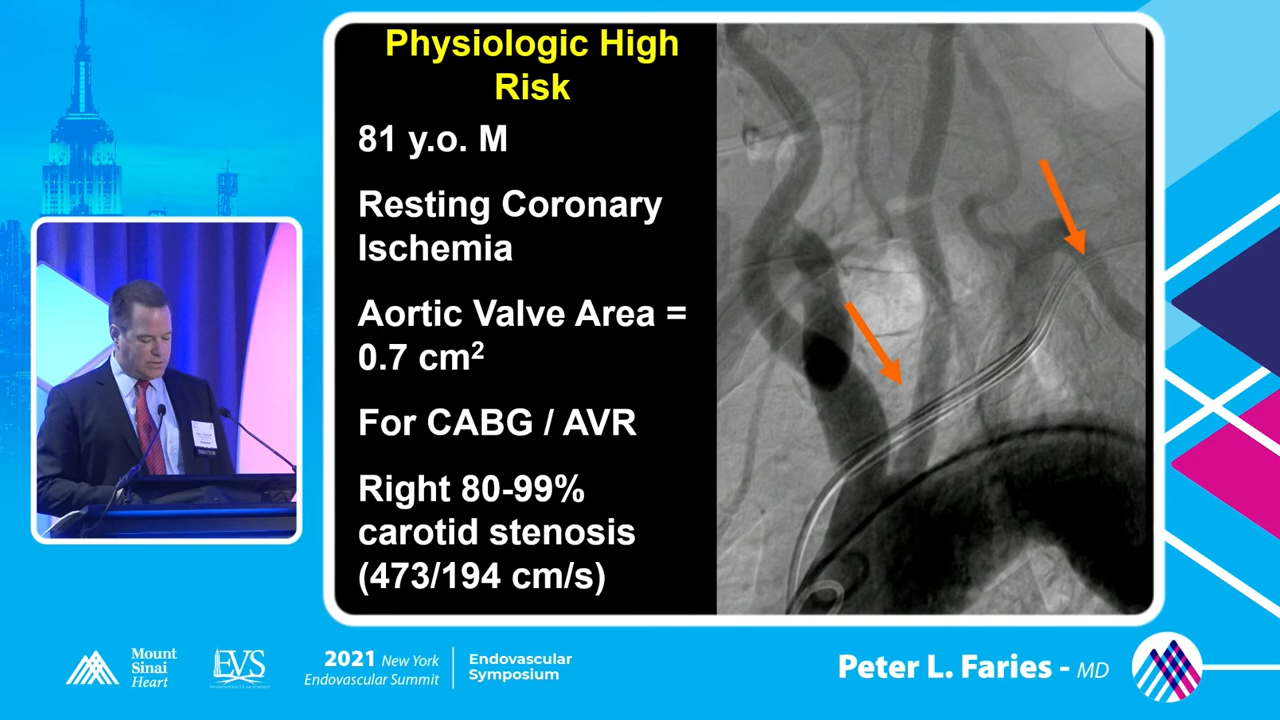 Physiologic High
Risk
81 y.o. M
Resting Coronary
Ischemia
Aortic Valve Area =
0.7 cm²
For CABG / AVR
Right 80-99%
carotid stenosis
(473/194 cm/s)
Mount
Sinai
Heart
EVS
2021 New York
Endovascular Summit
Endovascular
Symposium
Peter L. Faries - MD